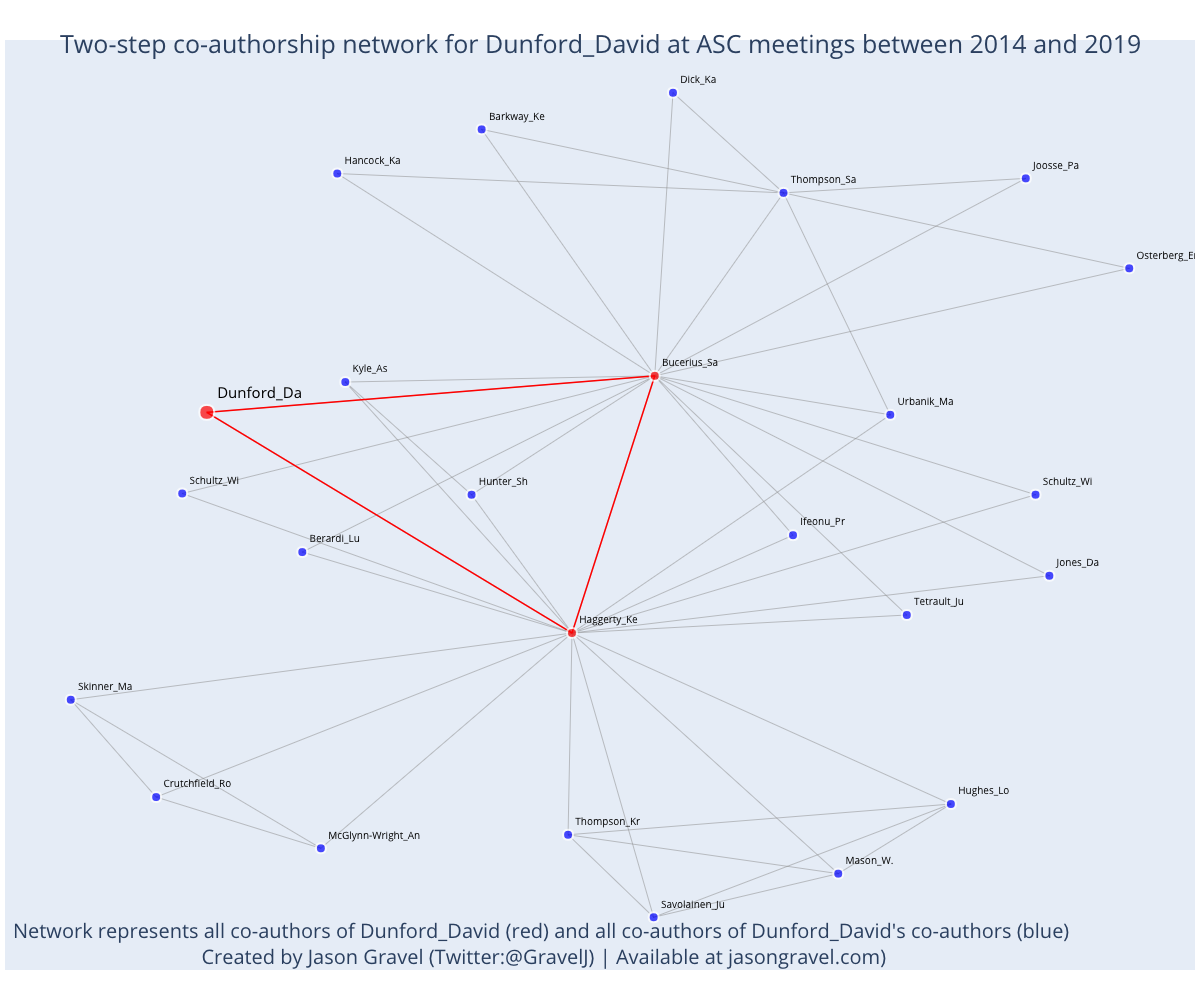 Two-step co-authorship network for Dunford_David at ASC meetings between 2014 and 2019
Dick_Ka
Barkway_Ke
Hancock_Ka
Joosse_Pa
Thompson_Sa
Osterberg_Er
Bucerius_Sa
Kyle_As
Dunford_Da
Urbanik_Ma
Schultz_Wi
Hunter_Sh
Schultz_Wi
Ifeonu_Pr
Berardi_Lu
Jones_Da
Tetrault_Ju
Haggerty_Ke
Skinner_Ma
Crutchfield_Ro
Hughes_Lo
Thompson_Kr
McGlynn-Wright_An
Mason_W.
Savolainen_Ju
Network represents all co-authors of Dunford_David (red) and all co-authors of Dunford_David's co-authors (blue)
Created by Jason Gravel (Twitter:@GravelJ) | Available at jasongravel.com)